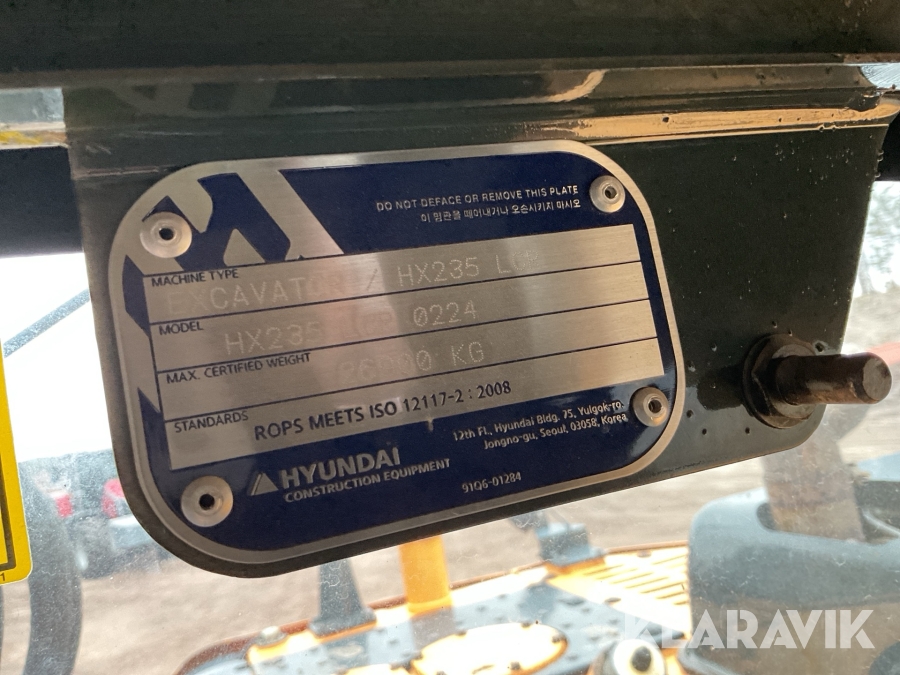 DO NOT DEFACE OR REMOVE THIS PLATE
이 명판을 떼어내거나 오손시키지 마시오
MACHINE TYPE
EXCAVATOR / HX235 LCR
MODEL
HX235 0224
MAX. CERTIFIED WEIGHT
KG
STANDARDS
ROPS MEETS ISO 12117-2 : 2008
HYUNDAI
CONSTRUCTION EQUIPMENT
12th Fl., Hyundai Bldg. 75, Yulgok-ro-
Jongno-gu, Seoul, 03058, Korea
91Q6-01284
1
KLARAVIK